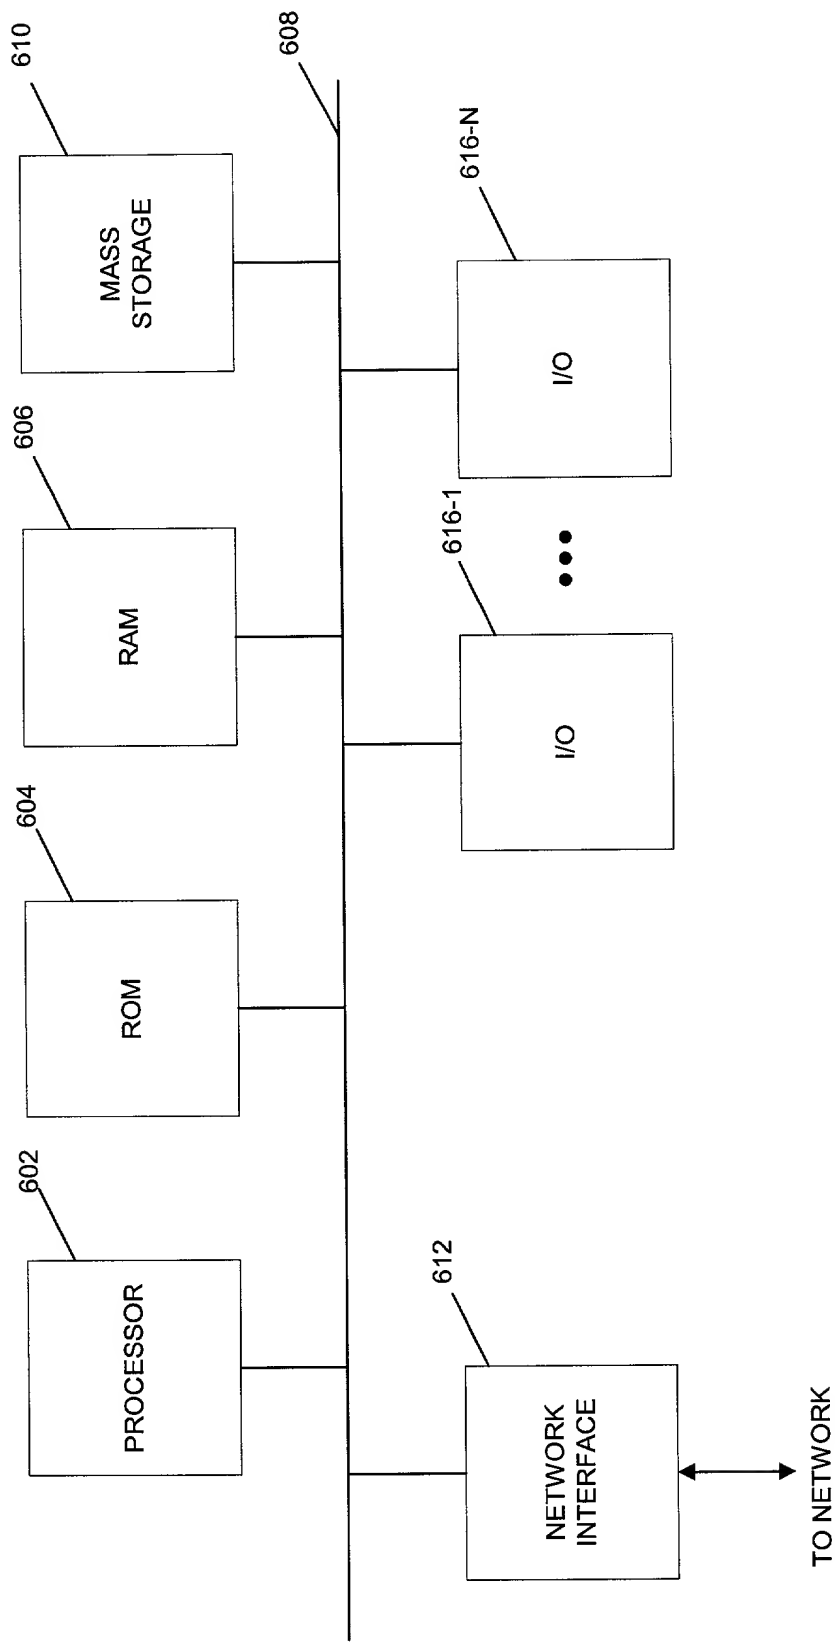 602
604
606
610
PROCESSOR
ROM
RAM
MASS
STORAGE
608
612
616-1
616-N
NETWORK
INTERFACE
I/O
I/O
TO NETWORK